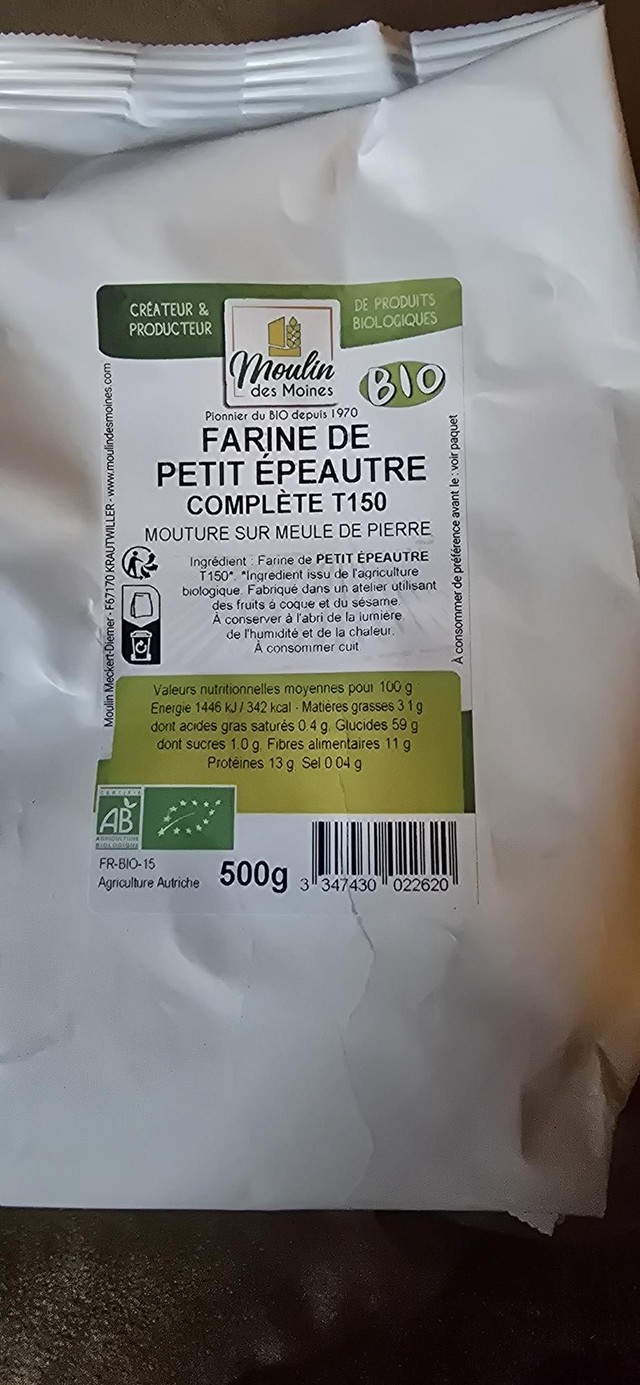 CRÉATEUR &
PRODUCTEUR
DE PRODUITS
BIOLOGIQUES
Moulin
des Moines
BIO
Pionnier du BIO depuis 1970
FARINE DE
PETIT ÉPEAUTRE
COMPLÈTE T150
MOUTURE SUR MEULE DE PIERRE
Ingrédient : Farine de PETIT ÉPEAUTRE
T150*. *Ingrédient issu de l'agriculture
biologique. Fabriqué dans un atelier utilisant
des fruits à coque et du sésame.
À conserver à l'abri de la lumière
de l'humidité et de la chaleur.
À consommer cuit
Moulin Meckert-Diemer - F67170 KRAUTWILLER - www.moulindesmoines.com
À consommer de préférence avant le : voir paquet
Valeurs nutritionnelles moyennes pour 100 g
Energie 1446 kJ / 342 kcal - Matières grasses 3 1 g
dont acides gras saturés 0 4 g, Glucides 59 g
dont sucres 1.0 g, Fibres alimentaires 11 g
Protéines 13 g Sel 0 04 g
CERTIFIÉ
AB
AGRICULTURE
BIOLOGIQUE
FR-BIO-15
Agriculture Autriche
500g
3 347430 022620